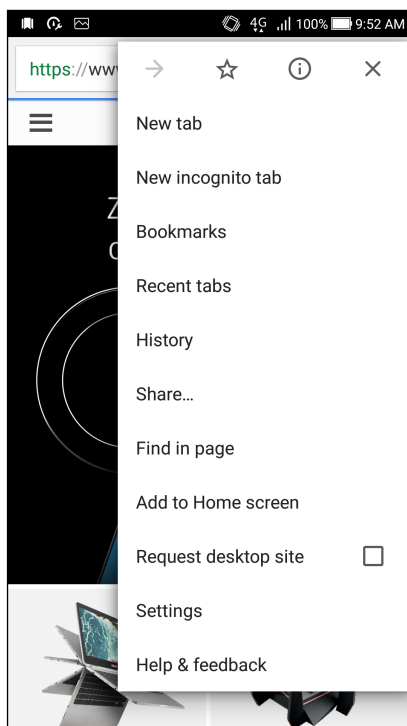 4G 100% 9:52 AM
https://ww
New tab
New incognito tab
Bookmarks
Recent tabs
History
Share...
Find in page
Add to Home screen
Request desktop site
Settings
Help & feedback